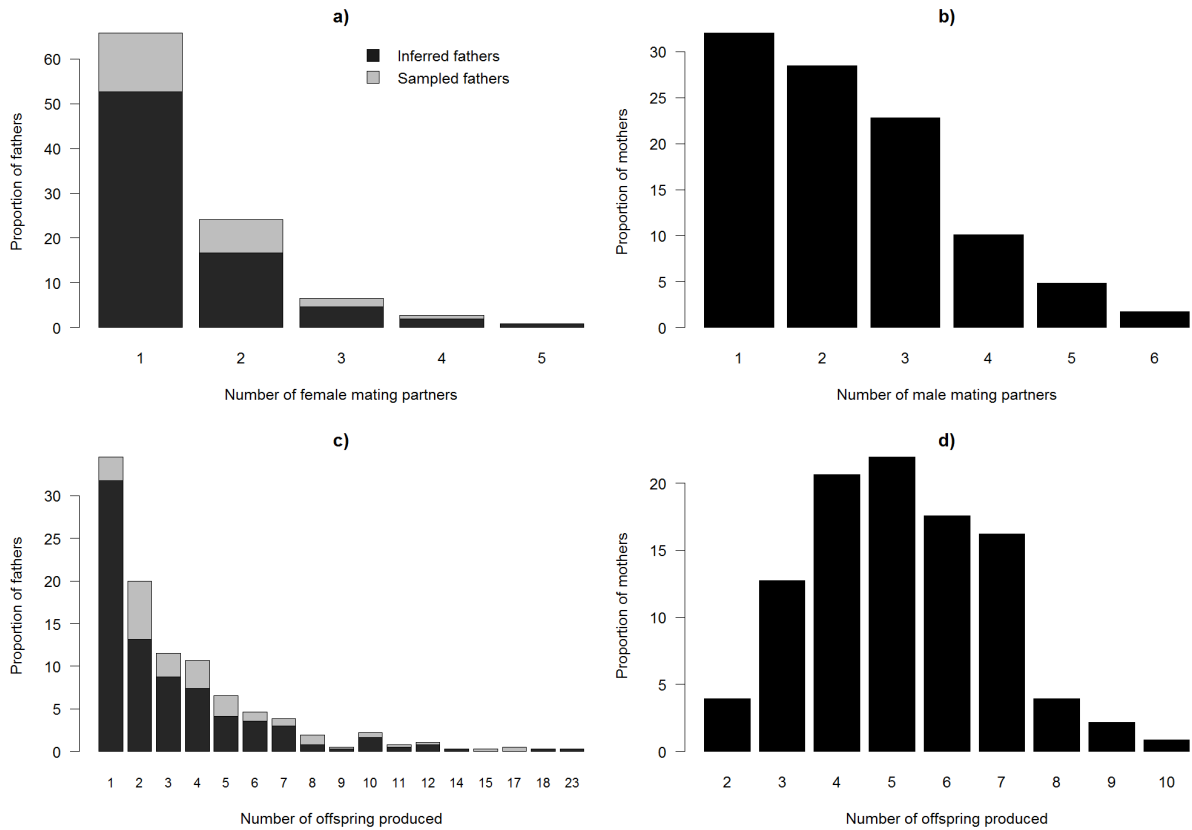 a)
Inferred fathers
Sampled fathers
Proportion of fathers
60
50
40
30
20
10
0
1 2 3 4 5
Number of female mating partners
b)
Proportion of mothers
30
25
20
15
10
5
0
1 2 3 4 5 6
Number of male mating partners
c)
Proportion of fathers
30
25
20
15
10
5
0
1 2 3 4 5 6 7 8 9 10 11 12 14 15 17 18 23
Number of offspring produced
d)
Proportion of mothers
20
15
10
5
0
2 3 4 5 6 7 8 9 10
Number of offspring produced